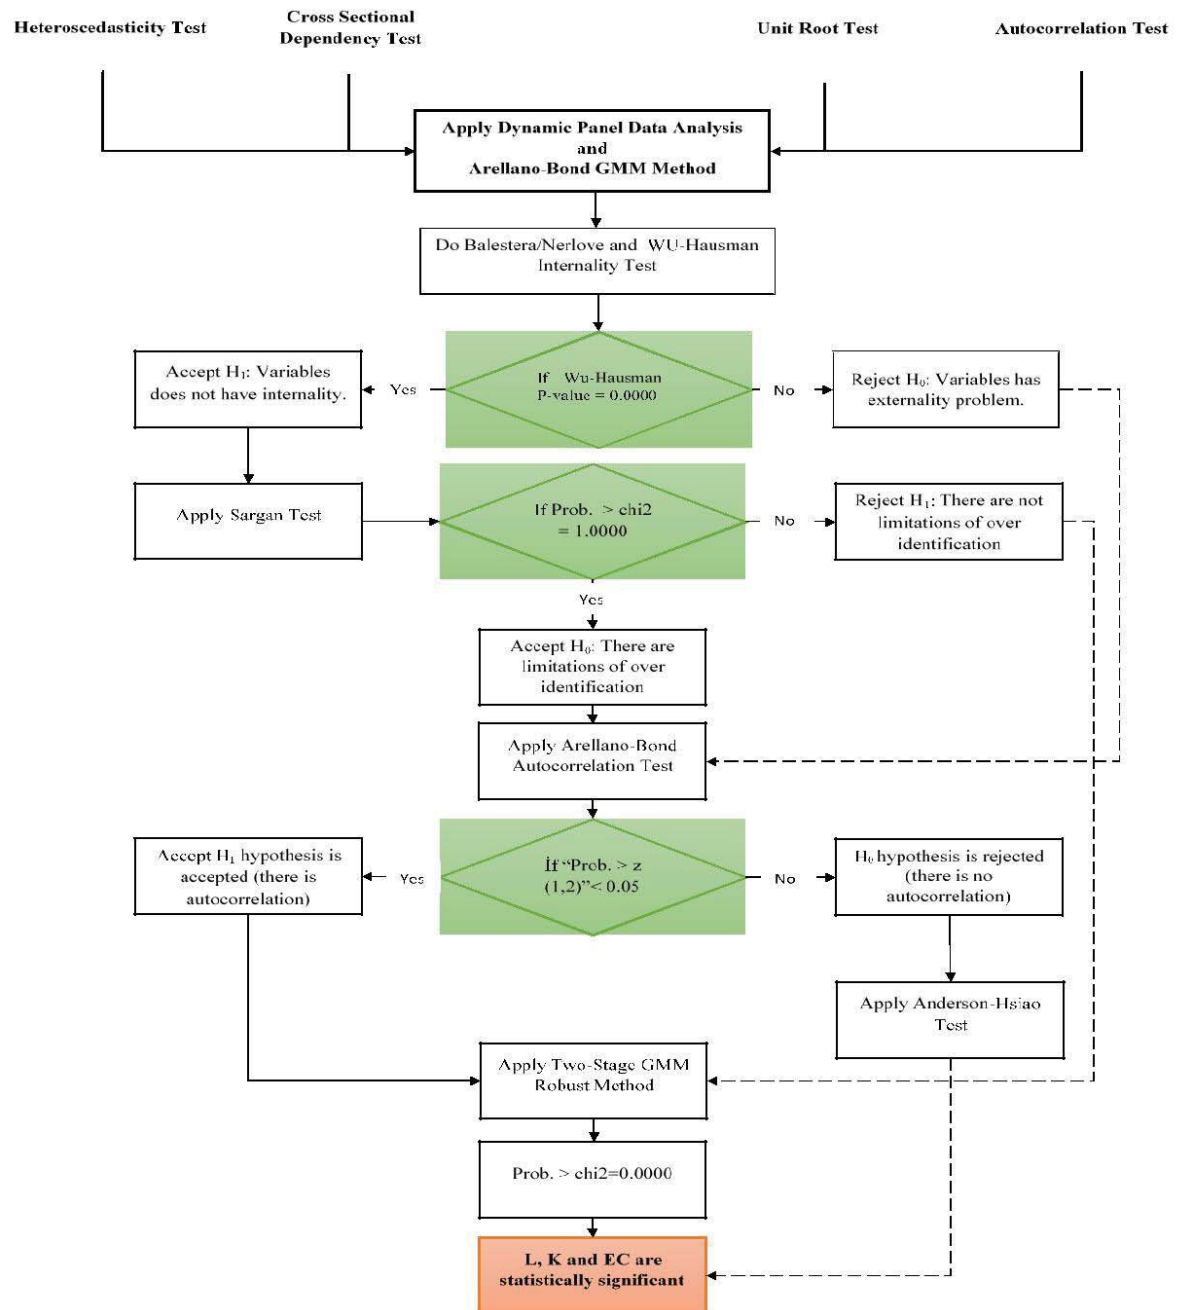 Heteroscedasticity Test
Cross Sectional
Dependency Test
Unit Root Test
Autocorrelation Test
Apply Dynamic Panel Data Analysis
and
Arellano-Bond GMM Method
Do Balestera/Nerlove and WU-Hausman
Internality Test
Accept H₁: Variables
does not have internality.
Yes
If Wu-Hausman
P-value = 0.0000
No
Reject H₀: Variables has
externality problem.
Apply Sargan Test
If Prob. > chi2
= 1.0000
No
Reject H₁: There are not
limitations of over
identification
Yes
Accept H₀: There are
limitations of over
identification
Apply Arellano-Bond
Autocorrelation Test
Accept H₁ hypothesis is
accepted (there is
autocorrelation)
Yes
İf “Prob. > z
(1,2)”< 0.05
No
H₀ hypothesis is rejected
(there is no
autocorrelation)
Apply Anderson-Hsiao
Test
Apply Two-Stage GMM
Robust Method
Prob. > chi2=0.0000
L, K and EC are
statistically significant